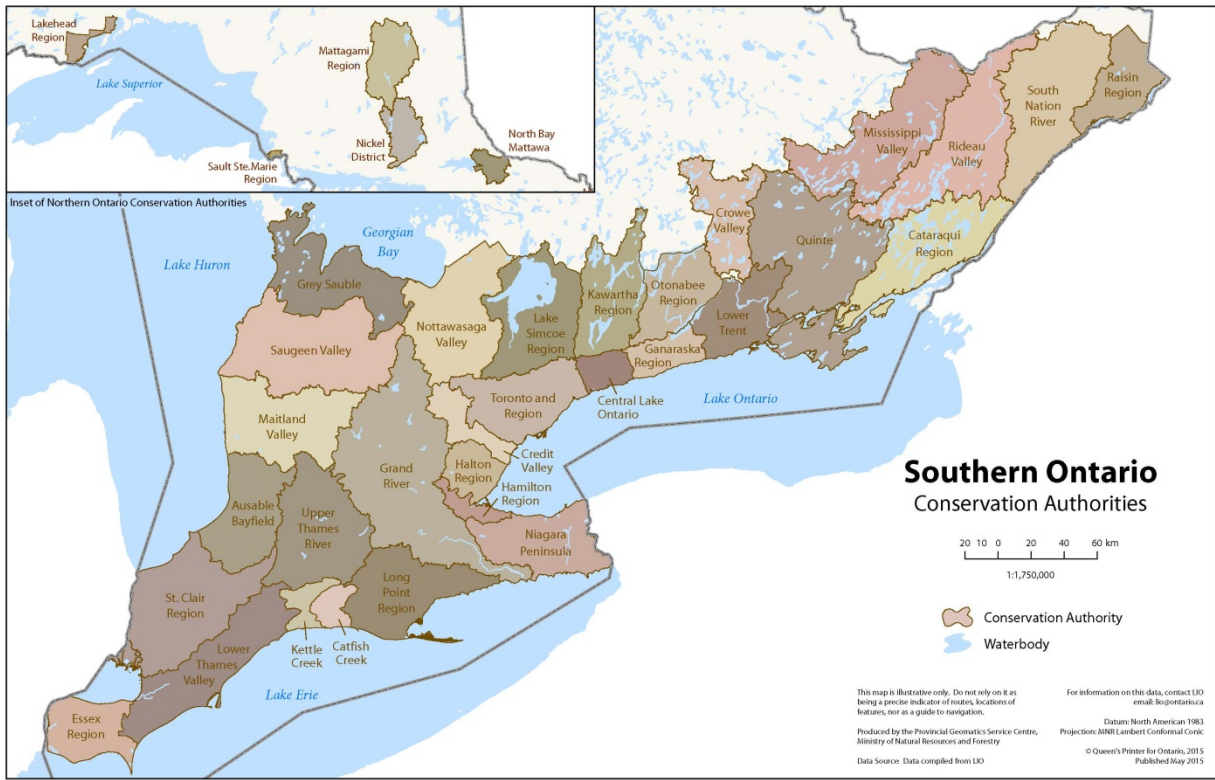 Lakehead
Region
Lake Superior
Mattagami
Region
Nickel
District
North Bay
Mattawa
Sault Ste. Marie
Region
Inset of Northern Ontario Conservation Authorities
Lake Huron
Georgian
Bay
Grey Sauble
Saugeen Valley
Nottawasaga
Valley
Lake
Simcoe
Region
Kawartha
Region
Otonabee
Region
Crowe
Valley
Quinte
Mississippi
Valley
Rideau
Valley
South
Nation
River
Raisin
Region
Cataraqui
Region
Lower
Trent
Ganaraska
Region
Central Lake
Ontario
Lake Ontario
Toronto and
Region
Credit
Valley
Halton
Region
Hamilton
Region
Niagara
Peninsula
Grand
River
Maitland
Valley
Ausable
Bayfield
Upper
Thames
River
Long
Point
Region
St. Clair
Region
Lower
Thames
Valley
Kettle
Creek
Catfish
Creek
Lake Erie
Essex
Region
Southern Ontario
Conservation Authorities
20 10 0 20 40 60 km
1:1,750,000
Conservation Authority
Waterbody
This map is illustrative only. Do not rely on it as
being a precise indicator of routes, locations of
features, nor as a guide to navigation.
Produced by the Provincial Geomatics Service Centre,
Ministry of Natural Resources and Forestry
Data Source: Data compiled from LIO
For information on this data, contact LIO
email: lio@ontario.ca
Datum: North American 1983
Projection: MNR Lambert Conformal Conic
© Queen's Printer for Ontario, 2015
Published May 2015